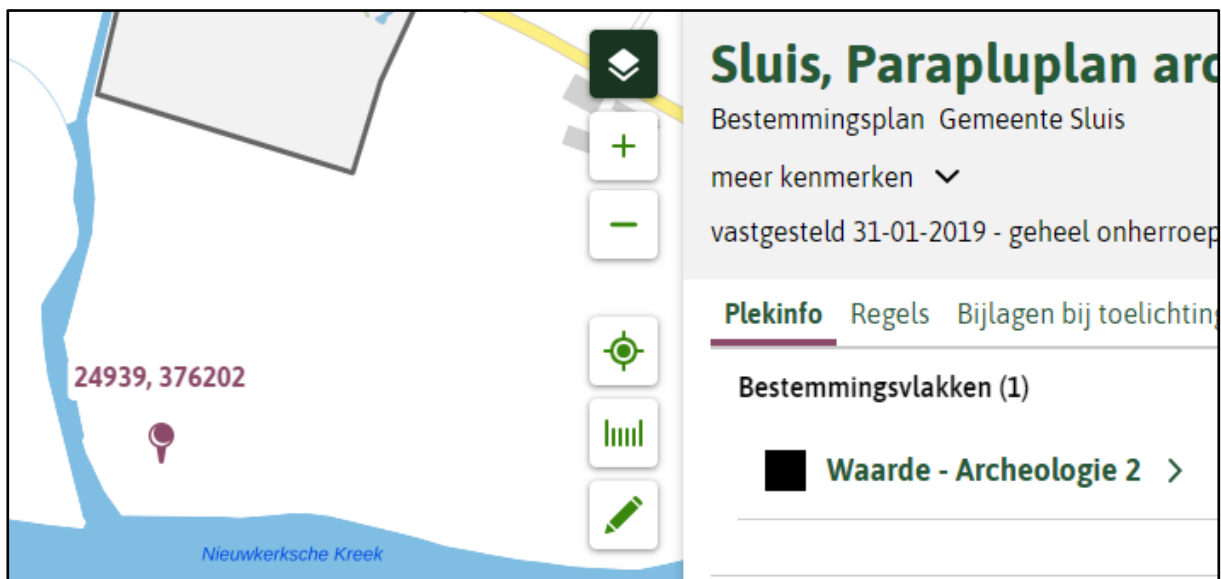 24939, 376202
Nieuwkerksche Kreek
Sluis, Parapluplan arc
Bestemmingsplan Gemeente Sluis
meer kenmerken
vastgesteld 31-01-2019 - geheel onherroep
Plekinfo Regels Bijlagen bij toelichting
Bestemmingsvlakken (1)
Waarde - Archeologie 2